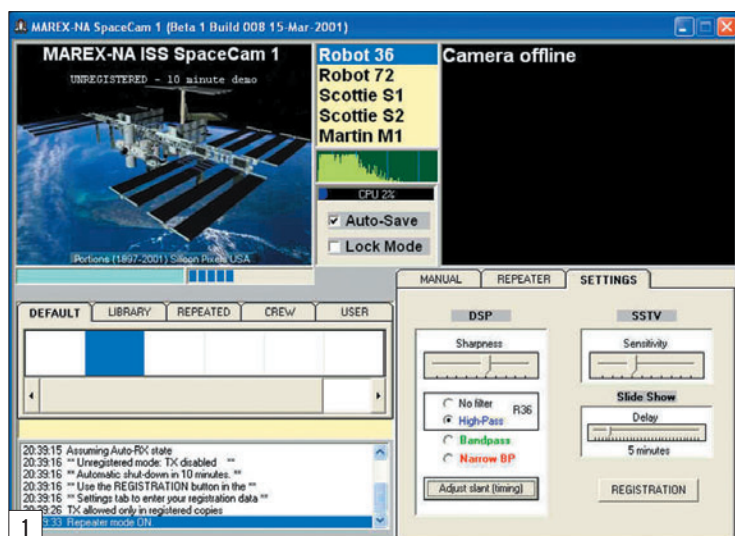 MAREX-NA SpaceCam 1 (Beta 1 Build 008 15-Mar-2001)
MAREX-NA ISS SpaceCam 1
UNREGISTERED - 10 minute demo
Portions (1997-2001) Silicon Pixels USA
Robot 36
Robot 72
Scottie S1
Scottie S2
Martin M1
CPU 2%
Auto-Save
Lock Mode
Camera offline
DEFAULT
LIBRARY
REPEATED
CREW
USER
20:39:15 Assuming Auto-RX state
20:39:16 ** Unregistered mode: TX disabled **
20:39:16 ** Automatic shut-down in 10 minutes. **
20:39:16 ** Use the REGISTRATION button in the **
20:39:16 ** Settings tab to enter your registration data **
20:39:26 TX allowed only in registered copies
9:33 Repeater mode ON.
MANUAL
REPEATER
SETTINGS
DSP
Sharpness
No filter
High-Pass
R36
Bandpass
Narrow BP
Adjust slant (timing)
SSTV
Sensitivity
Slide Show
Delay
5 minutes
REGISTRATION
1